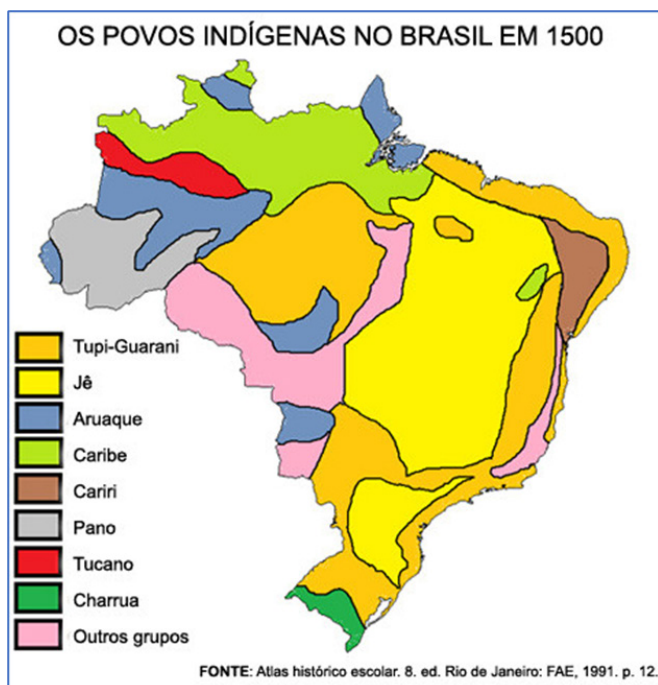 OS POVOS INDÍGENAS NO BRASIL EM 1500
Tupi-Guarani
Jê
Aruaque
Caribe
Cariri
Pano
Tucano
Charrua
Outros grupos
FONTE: Atlas histórico escolar. 8. ed. Rio de Janeiro: FAE, 1991. p. 12.